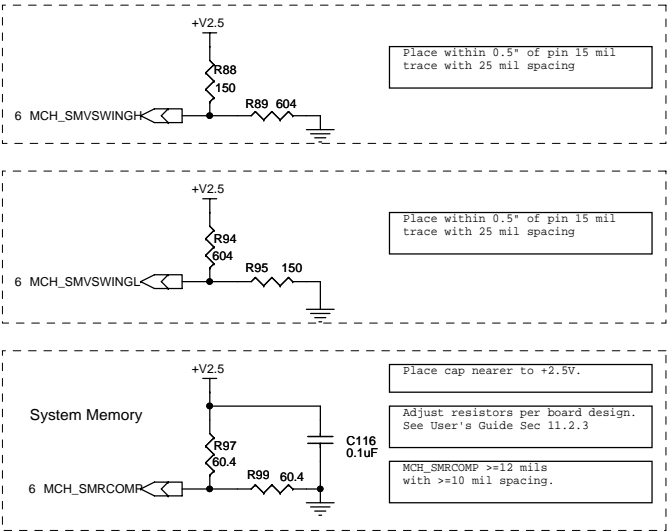 +V2.5
R88
150
R89 604
6 MCH_SMVSWINGH
Place within 0.5" of pin 15 mil
trace with 25 mil spacing
+V2.5
R94
604
R95 150
6 MCH_SMVSWINGL
Place within 0.5" of pin 15 mil
trace with 25 mil spacing
+V2.5
System Memory
R97
60.4
R99 60.4
6 MCH_SMRCOMP
C116
0.1uF
Place cap nearer to +2.5V.
Adjust resistors per board design.
See User's Guide Sec 11.2.3
MCH_SMRCOMP >=12 mils
with >=10 mil spacing.